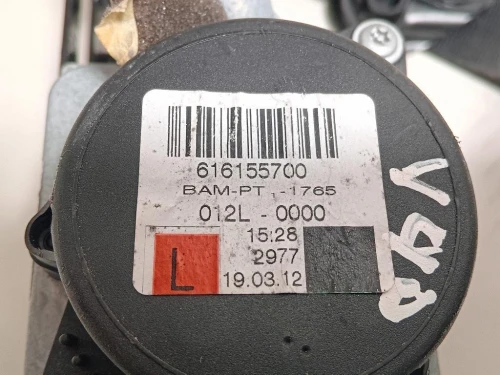 616155700
BAM-PT - 1765
012L - 0000
15:28
2977
L
19.03.12